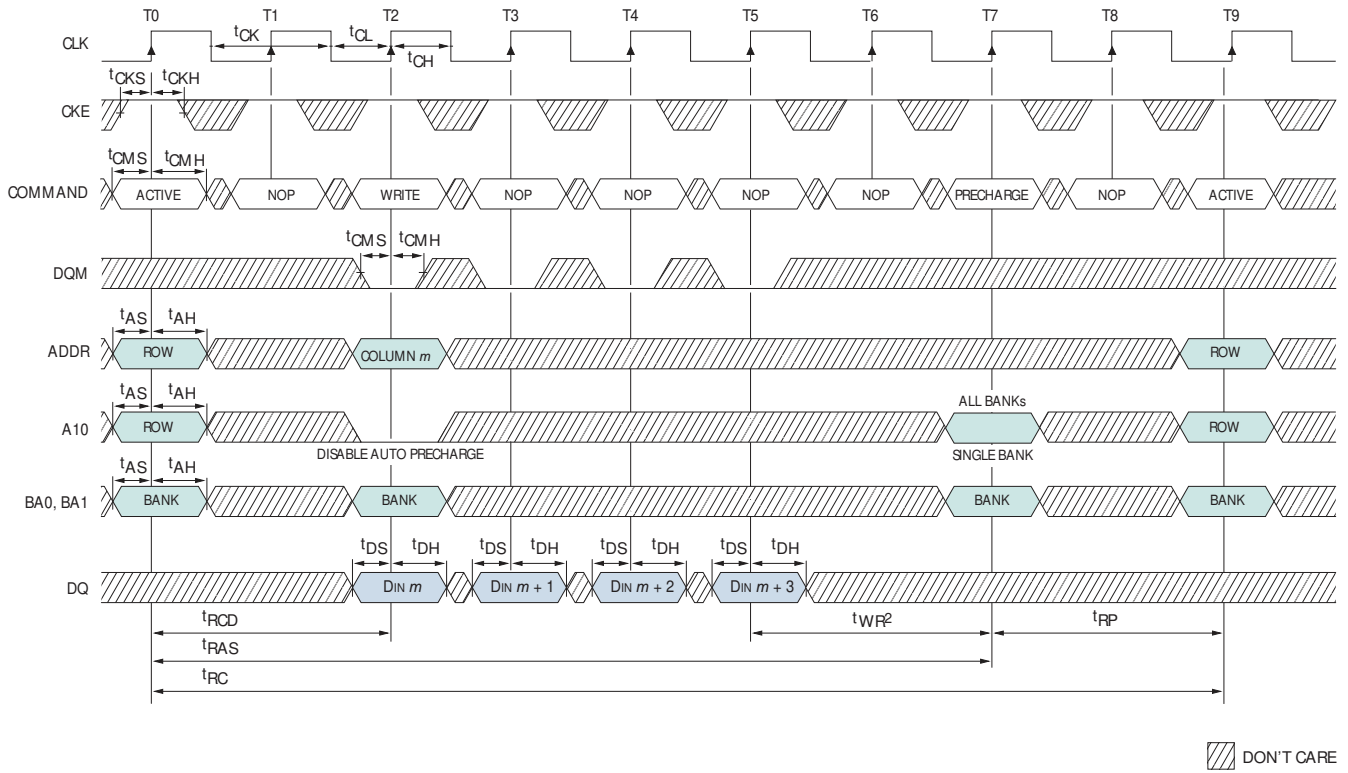 T0 T1 T2 T3 T4 T5 T6 T7 T8 T9
CLK tCK tCL tCH
tCKS tCKH
CKE
tCMS tCMH
COMMAND ACTIVE NOP WRITE NOP NOP NOP NOP PRECHARGE NOP ACTIVE
tCMS tCMH
DQM
tAS tAH
ADDR ROW COLUMN m ROW
tAS tAH ALL BANKs
A10 ROW ROW
DISABLE AUTO PRECHARGE SINGLE BANK
tAS tAH
BA0, BA1 BANK BANK BANK BANK
tDS tDH tDS tDH tDS tDH tDS tDH
DQ DIN m DIN m + 1 DIN m + 2 DIN m + 3
tRCD tWR2 tRP
tRAS
tRC
DON'T CARE